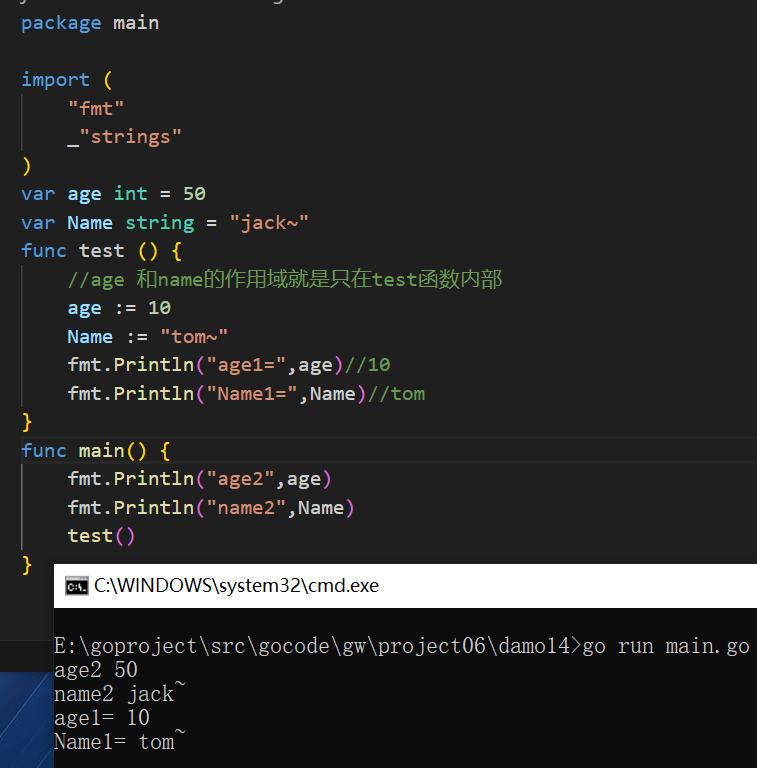 package main
import (
"fmt"
_"strings"
)
var age int = 50
var Name string = "jack~"
func test () {
//age 和name的作用域就是只在test函数内部
age := 10
Name := "tom~"
fmt.Println("age1=",age)//10
fmt.Println("Name1=",Name)//tom
}
func main() {
fmt.Println("age2",age)
fmt.Println("name2",Name)
test()
}
C:\WINDOWS\system32\cmd.exe
E:\goproject\src\gocode\gw\project06\damo14>go run main.go
age2 50
name2 jack~
age1= 10
Name1= tom~